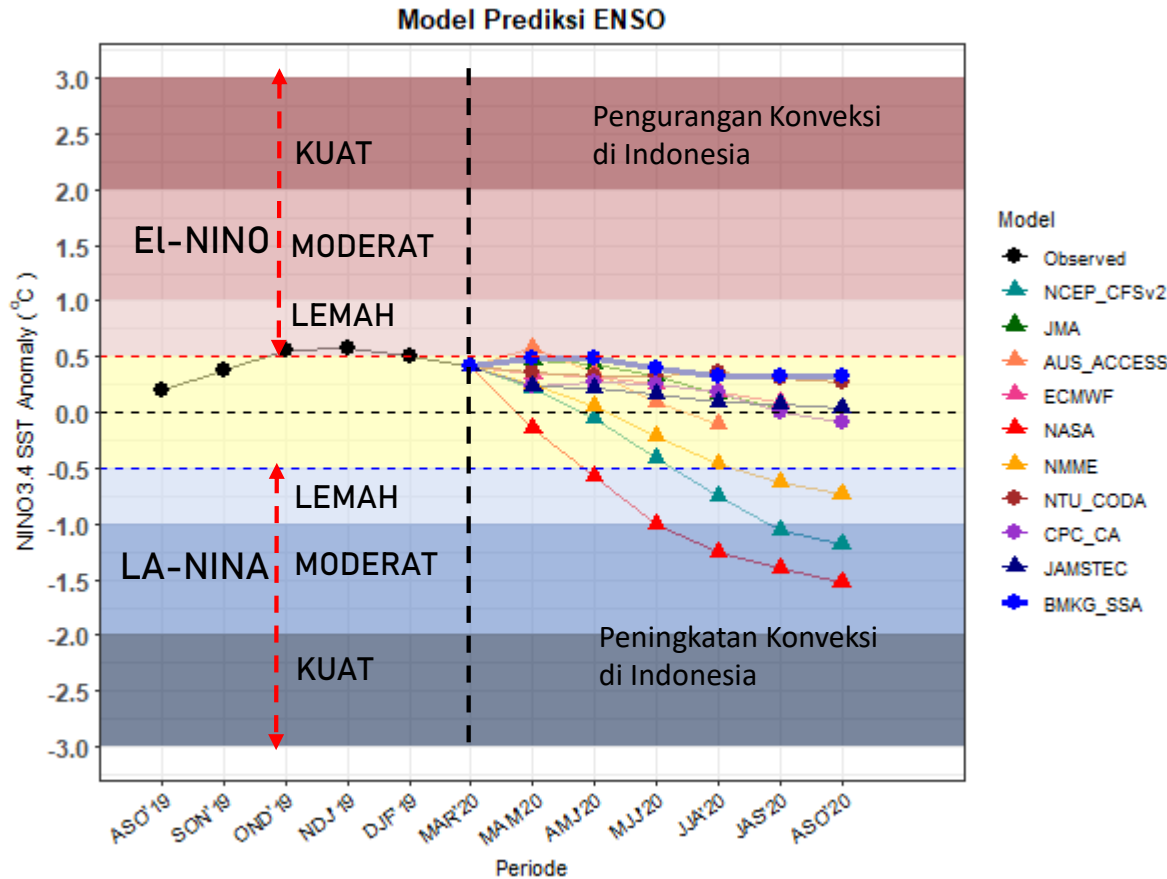 Model Prediksi ENSO
3.0
2.5
2.0
1.5
1.0
0.5
0.0
-0.5
-1.0
-1.5
-2.0
-2.5
-3.0
NINO3.4 SST Anomaly (°C )
KUAT
El-NINO
MODERAT
LEMAH
Pengurangan Konveksi
di Indonesia
LEMAH
LA-NINA
MODERAT
KUAT
Peningkatan Konveksi
di Indonesia
ASO'19
SON'19
OND'19
NDJ'19
DJF'19
MAR'20
MAM'20
AMJ'20
MJJ'20
JJA'20
JAS'20
ASO'20
Periode
Model
Observed
NCEP_CFSv2
JMA
AUS_ACCESS
ECMWF
NASA
NMME
NTU_CODA
CPC_CA
JAMSTEC
BMKG_SSA